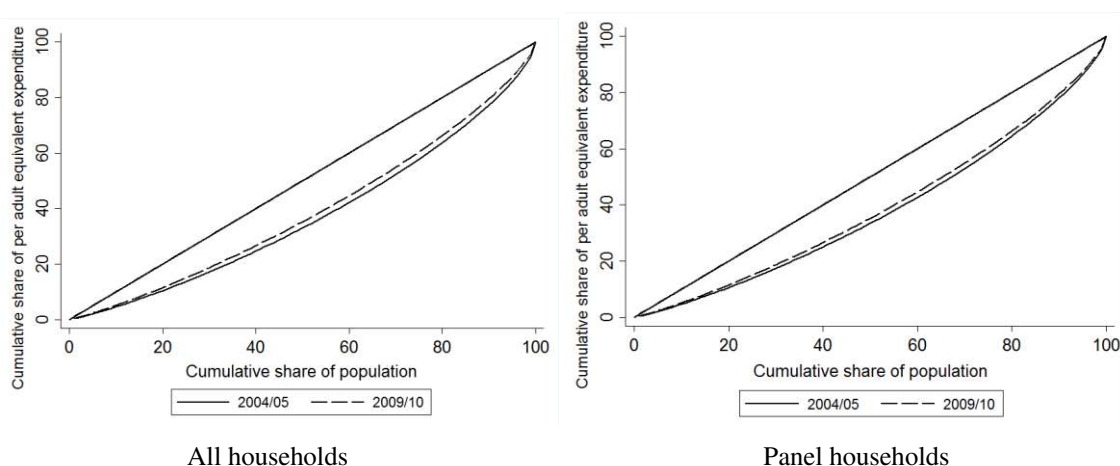 Cumulative share of per adult equivalent expenditure
100
80
60
40
20
0
0 20 40 60 80 100
Cumulative share of population
2004/05 2009/10
All households
Cumulative share of per adult equivalent expenditure
100
80
60
40
20
0
0 20 40 60 80 100
Cumulative share of population
2004/05 2009/10
Panel households